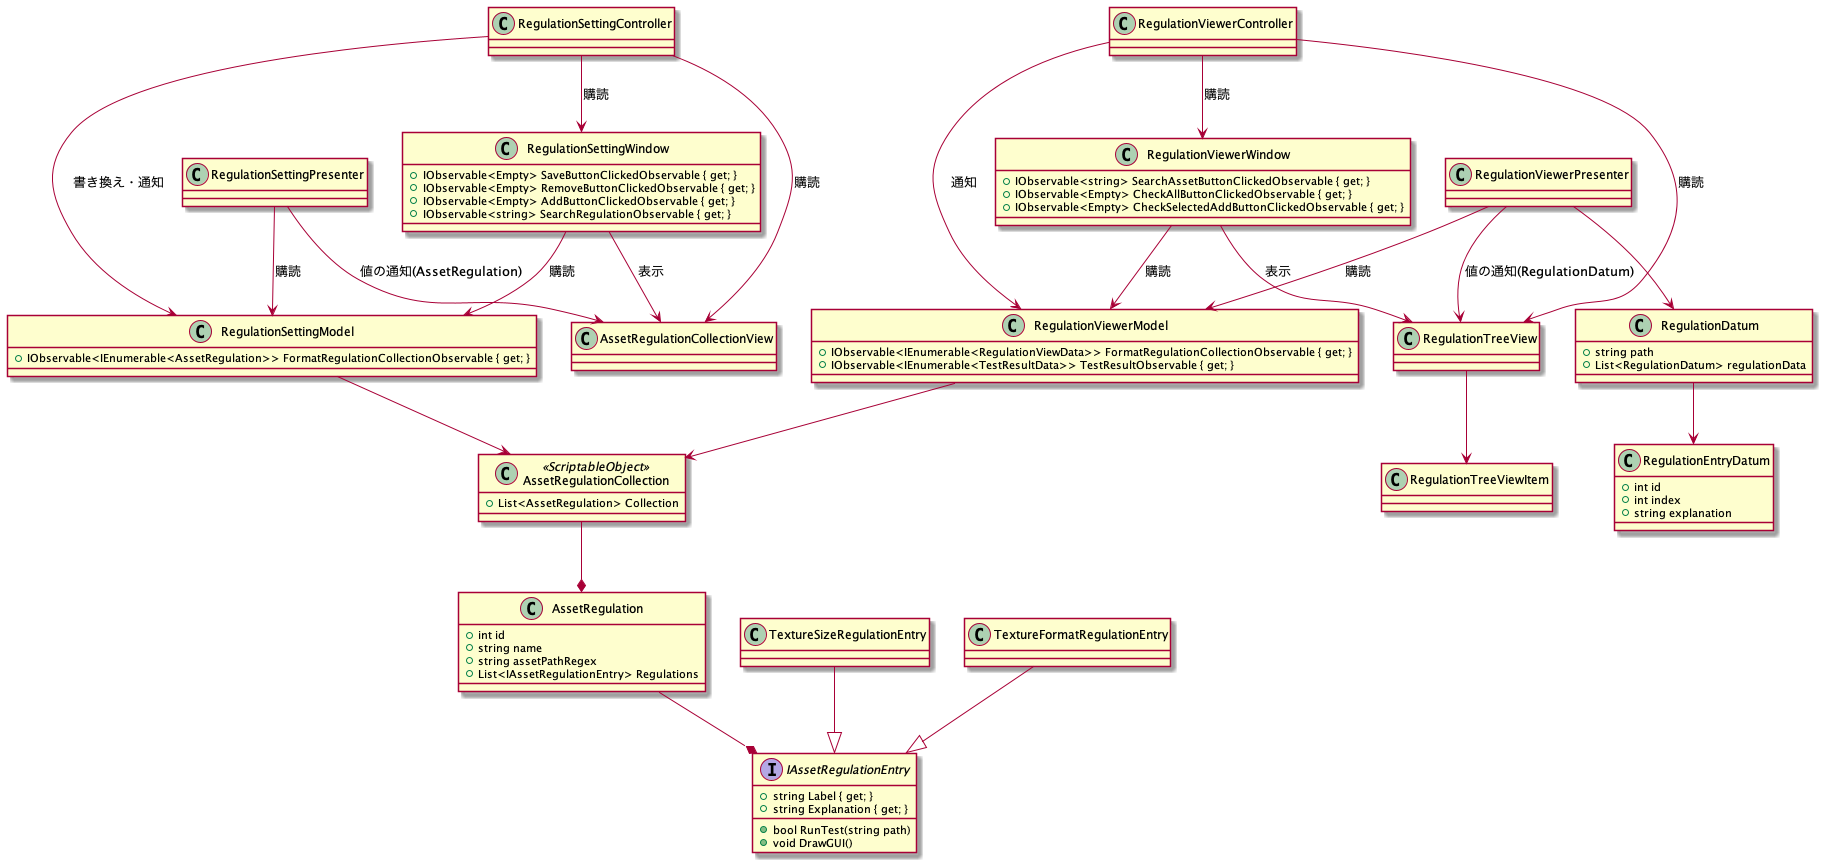 C RegulationSettingController
C RegulationViewerController
購読
購読
C RegulationSettingWindow
IObservable<Empty> SaveButtonClickedObservable { get; }
IObservable<Empty> RemoveButtonClickedObservable { get; }
IObservable<Empty> AddButtonClickedObservable { get; }
IObservable<string> SearchRegulationObservable { get; }
C RegulationViewerWindow
IObservable<string> SearchAssetButtonClickedObservable { get; }
IObservable<Empty> CheckAllButtonClickedObservable { get; }
IObservable<Empty> CheckSelectedAddButtonClickedObservable { get; }
書き換え・通知
C RegulationSettingPresenter
購読
通知
C RegulationViewerPresenter
購読
購読
値の通知(AssetRegulation)
購読
表示
購読
表示
購読
値の通知(RegulationDatum)
C RegulationSettingModel
IObservable<IEnumerable<AssetRegulation>> FormatRegulationCollectionObservable { get; }
C AssetRegulationCollectionView
C RegulationViewerModel
IObservable<IEnumerable<RegulationViewData>> FormatRegulationCollectionObservable { get; }
IObservable<IEnumerable<TestResultData>> TestResultObservable { get; }
C RegulationTreeView
C RegulationDatum
string path
List<RegulationDatum> regulationData
C «ScriptableObject»
AssetRegulationCollection
List<AssetRegulation> Collection
C RegulationTreeViewItem
C RegulationEntryDatum
int id
int index
string explanation
C AssetRegulation
int id
string name
string assetPathRegex
List<IAssetRegulationEntry> Regulations
C TextureSizeRegulationEntry
C TextureFormatRegulationEntry
I IAssetRegulationEntry
string Label { get; }
string Explanation { get; }
bool RunTest(string path)
void DrawGUI()